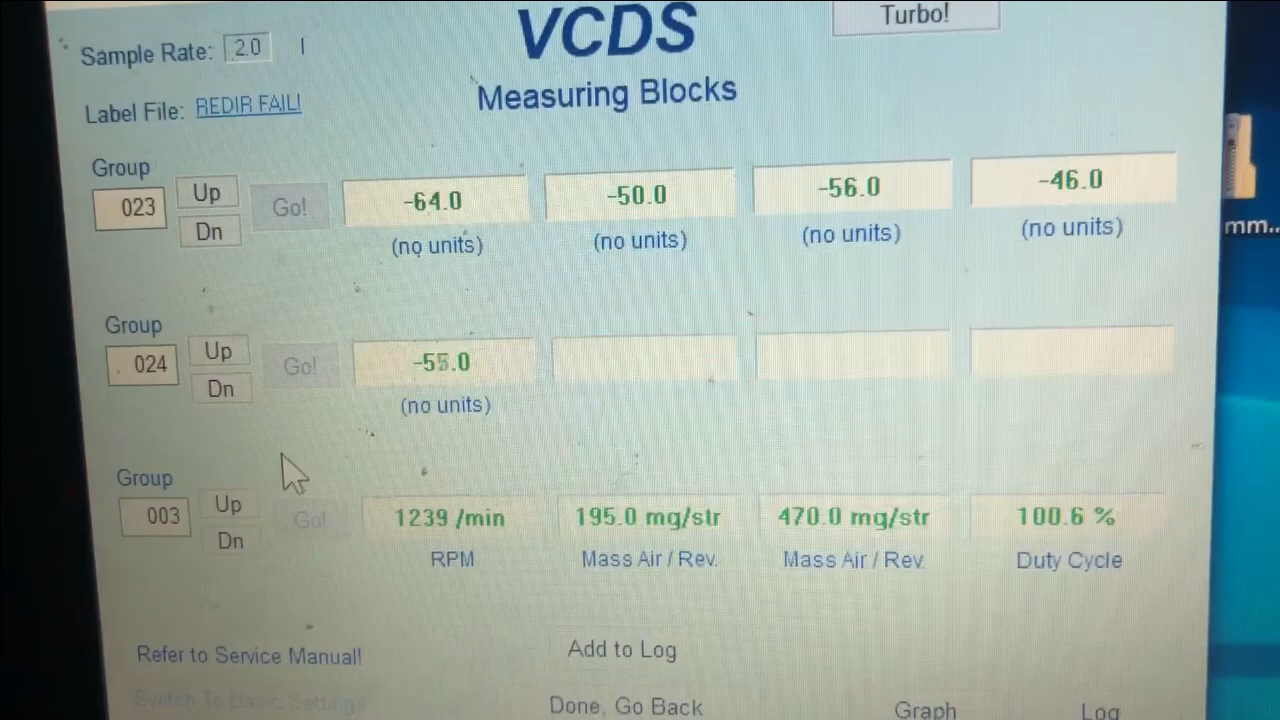 Turbo!
VCDS
Sample Rate: 2.0
Measuring Blocks
Label File: REDIR FAIL!
Group
023 Up Dn Go! -64.0 -50.0 -56.0 -46.0
(no units) (no units) (no units) (no units)
mm...
Group
024 Up Dn Go! -55.0
(no units)
Group
003 Up Dn Go! 1239 /min 195.0 mg/str 470.0 mg/str 100.6 %
RPM Mass Air / Rev. Mass Air / Rev. Duty Cycle
Refer to Service Manual! Add to Log
Switch To Basic Settings Done, Go Back Graph Log